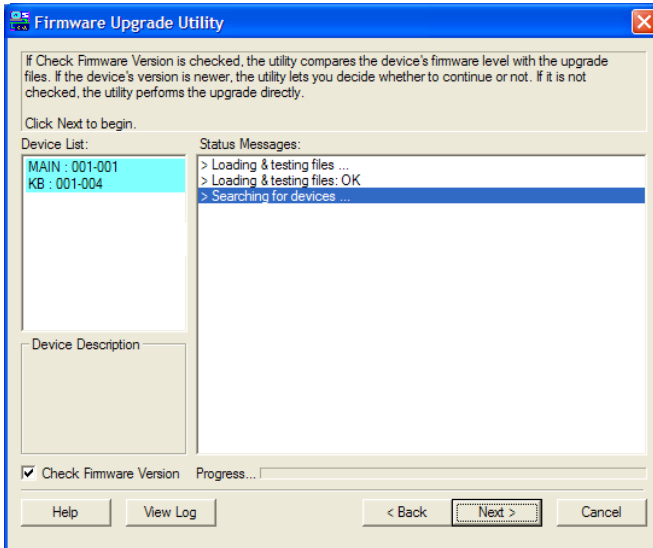 Firmware Upgrade Utility
If Check Firmware Version is checked, the utility compares the device's firmware level with the upgrade
files. If the device's version is newer, the utility lets you decide whether to continue or not. If it is not
checked, the utility performs the upgrade directly.
Click Next to begin.
Device List:
Status Messages:
MAIN : 001-001
KB : 001-004
> Loading & testing files ...
> Loading & testing files: OK
> Searching for devices ...
Device Description
Check Firmware Version
Progress...
Help
View Log
< Back
Next >
Cancel